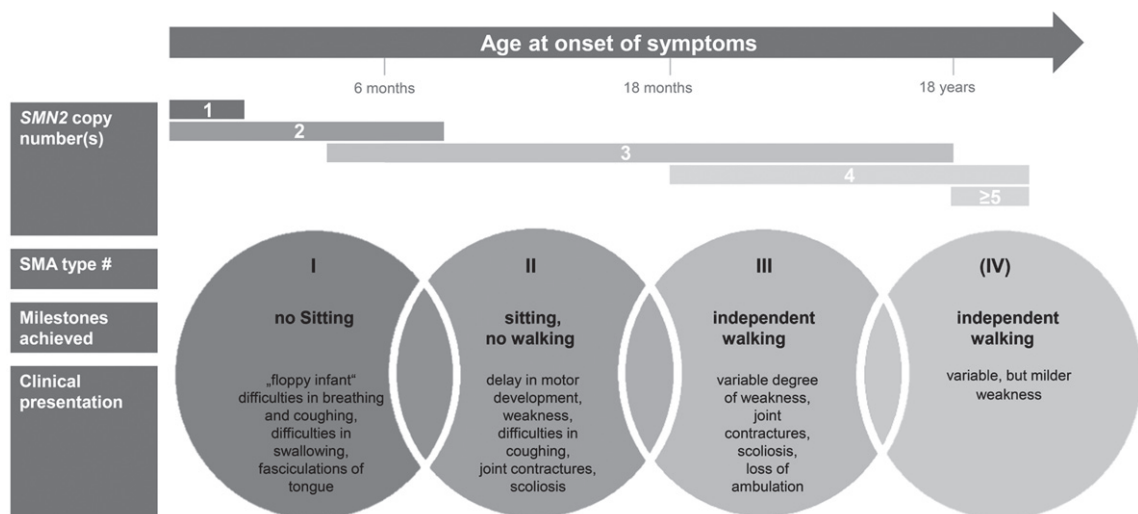 Age at onset of symptoms
6 months
18 months
18 years
SMN2 copy
number(s)
1
2
3
4
≥5
SMA type #
I
II
III
(IV)
Milestones
achieved
no Sitting
sitting,
no walking
independent
walking
independent
walking
Clinical
presentation
„floppy infant“
difficulties in breathing
and coughing,
difficulties in
swallowing,
fasciculations of
tongue
delay in motor
development,
weakness,
difficulties in
coughing,
joint contractures,
scoliosis
variable degree
of weakness,
joint
contractures,
scoliosis,
loss of
ambulation
variable, but milder
weakness